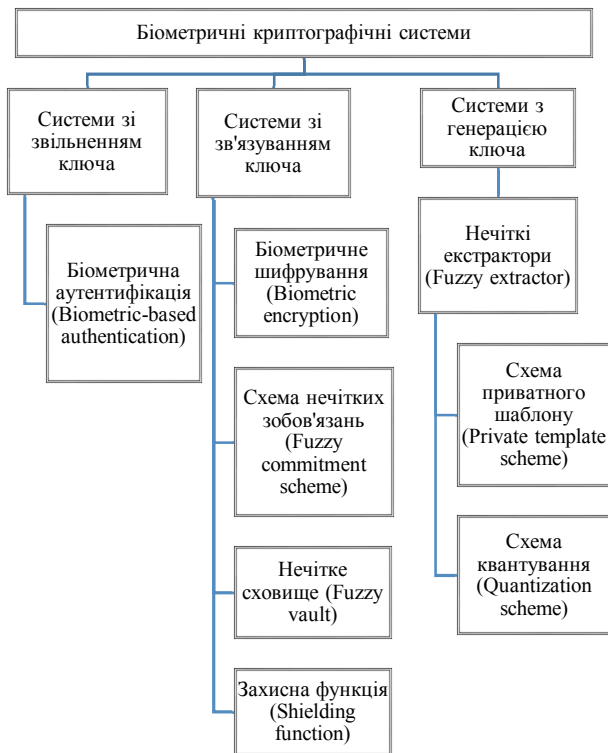 Біометричні криптографічні системи
Системи зі
звільненням
ключа
Біометрична
аутентифікація
(Biometric-based
authentication)
Системи зі
зв'язуванням
ключа
Біометричне
шифрування
(Biometric
encryption)
Схема нечітких
зобов'язань
(Fuzzy
commitment
scheme)
Нечітке
сховище (Fuzzy
vault)
Захисна функція
(Shielding
function)
Системи з
генерацією
ключа
Нечіткі
екстрактори
(Fuzzy extractor)
Схема
приватного
шаблону
(Private template
scheme)
Схема
квантування
(Quantization
scheme)